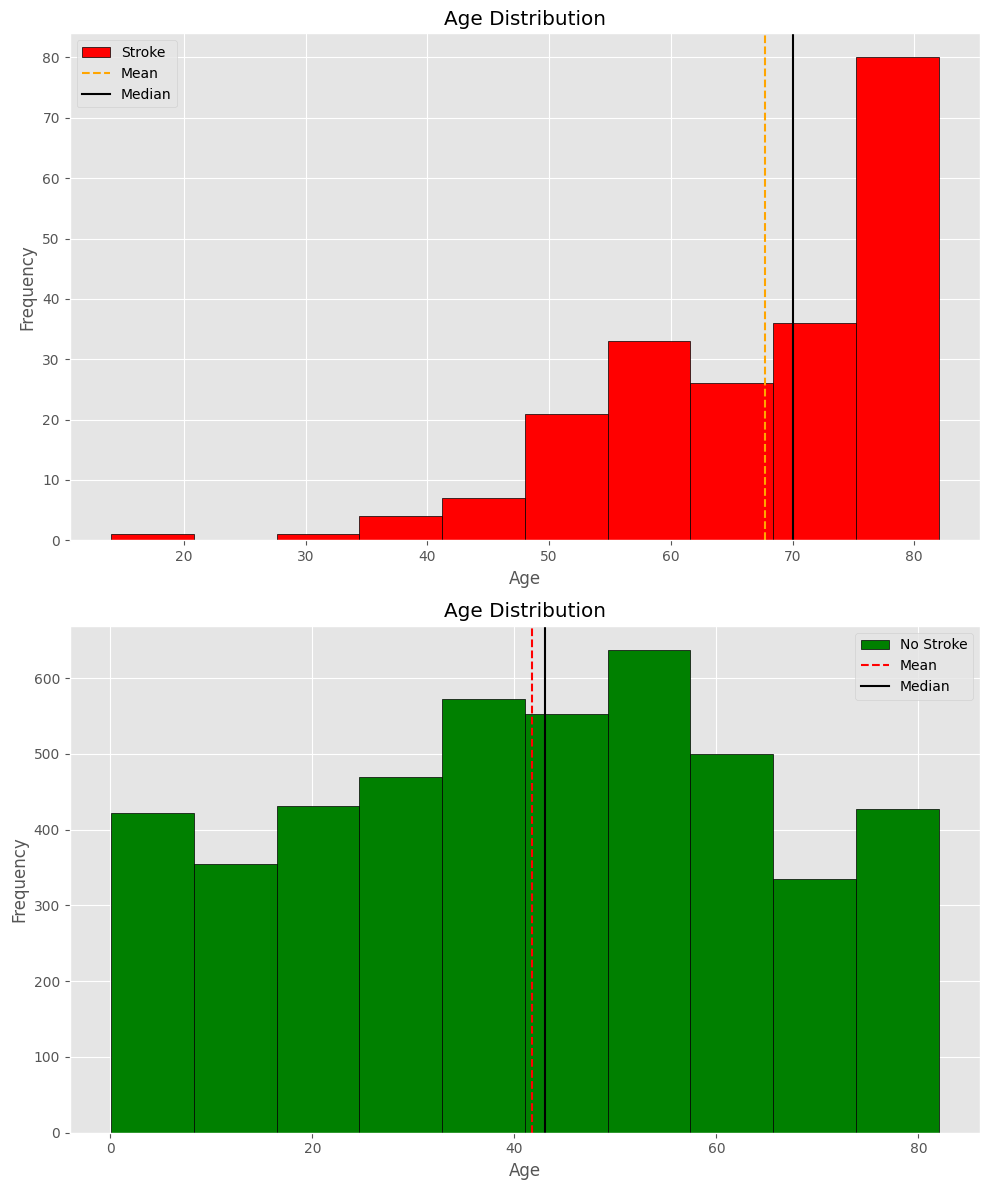 Age Distribution
Stroke
Mean
Median
Frequency
80
70
60
50
40
30
20
10
0
20 30 40 50 60 70 80
Age
Age Distribution
No Stroke
Mean
Median
Frequency
600
500
400
300
200
100
0
0 20 40 60 80
Age